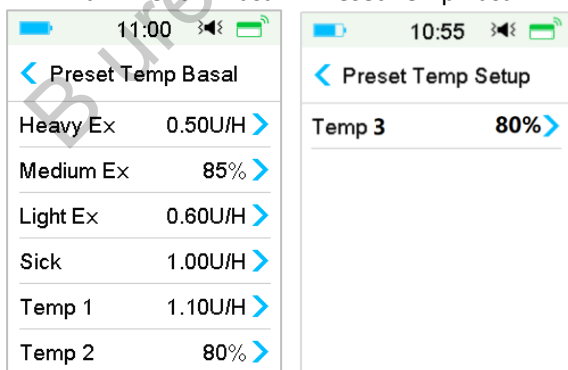 11:00
Preset Temp Basal
Heavy Ex 0.50U/H
Medium Ex 85%
Light Ex 0.60U/H
Sick 1.00U/H
Temp 1 1.10U/H
Temp 2 80%
10:55
Preset Temp Setup
Temp 3 80%